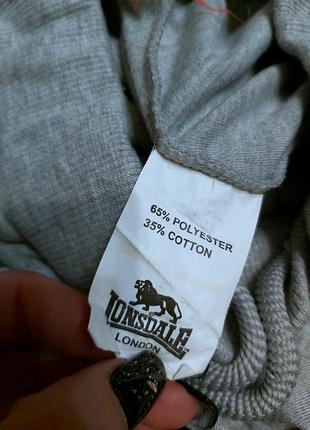 65% POLYESTER
35% COTTON
LONSDALE
LONDON